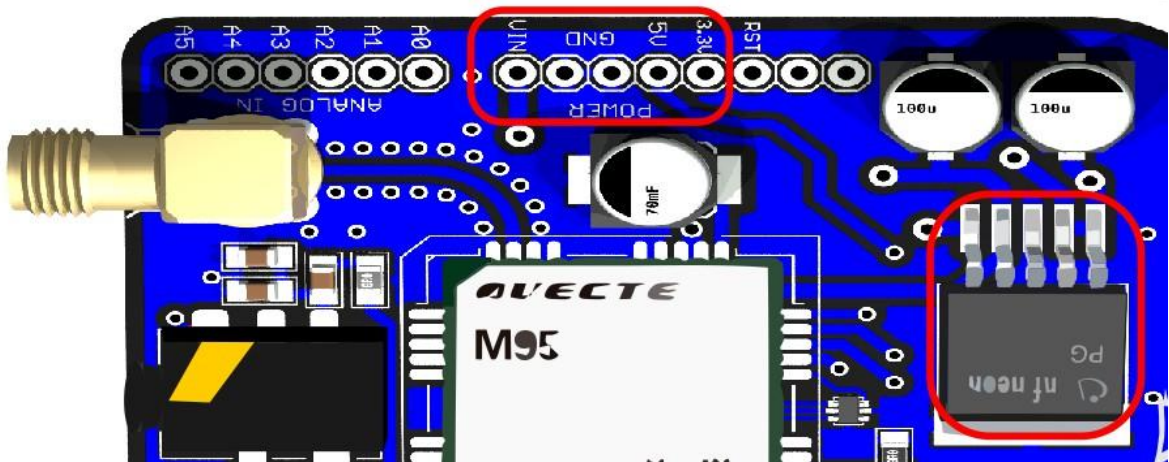 A5 A4 A3 A2 A1 A0 VIN GND 5V 3.3V RST
ANALOG IN POWER
100u 100u
70mF
QVECTE
M95
PG